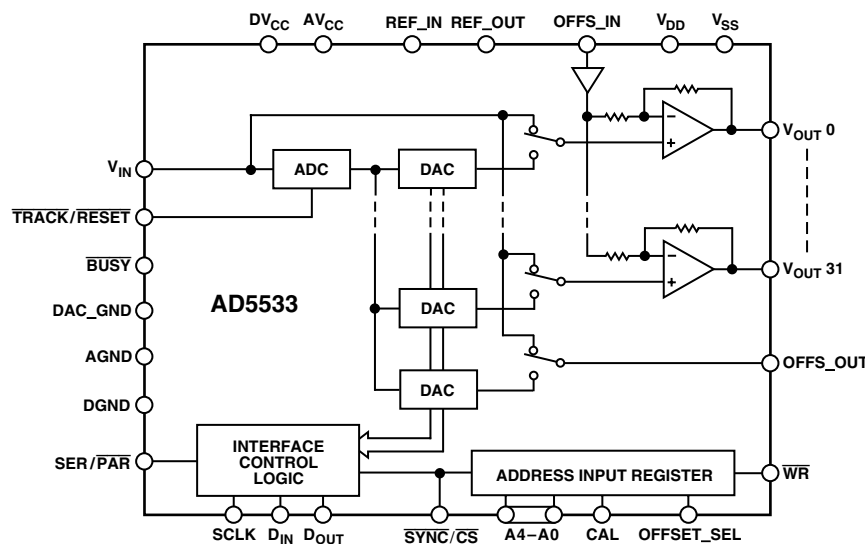 DVCC AVCC REF_IN REF_OUT OFFS_IN VDD VSS
VIN
ADC
DAC
VOUT 0
TRACK/RESET
BUSY
DAC_GND
AD5533
DAC
VOUT 31
AGND
DAC
OFFS_OUT
DGND
SER/PAR
INTERFACE
CONTROL
LOGIC
ADDRESS INPUT REGISTER
WR
SCLK DIN DOUT SYNC/CS A4–A0 CAL OFFSET_SEL